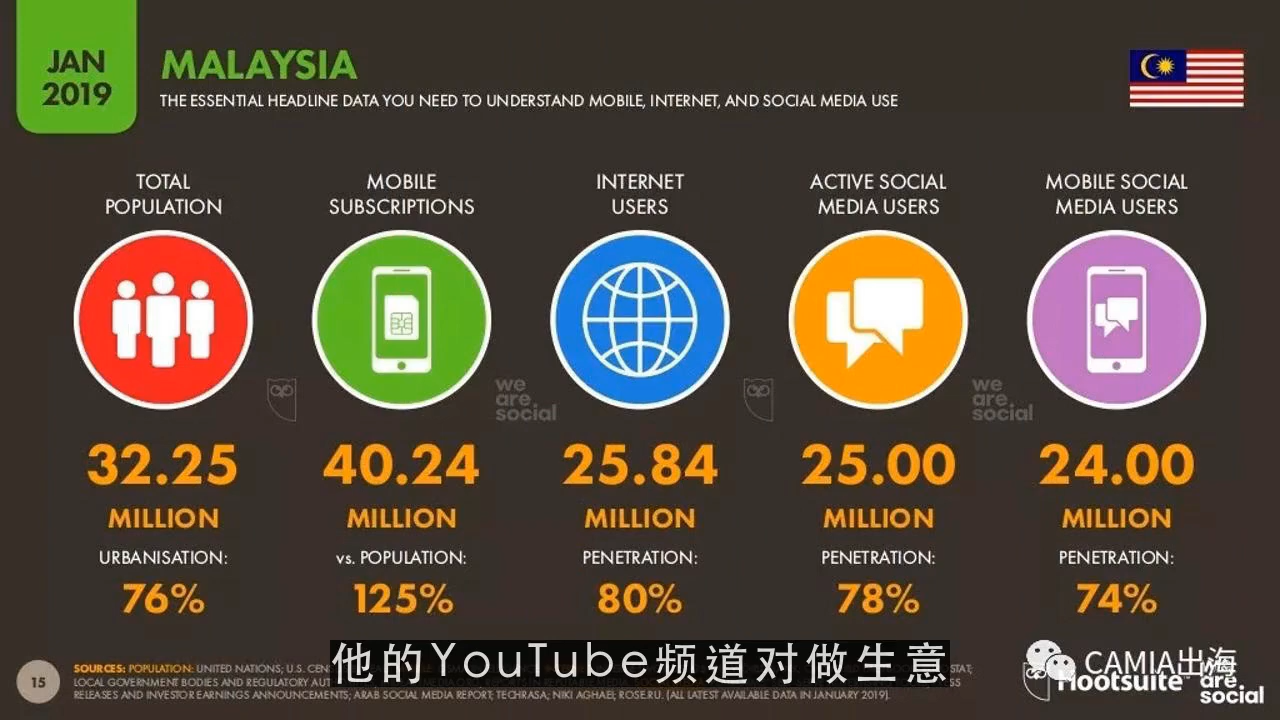 JAN
2019
MALAYSIA
THE ESSENTIAL HEADLINE DATA YOU NEED TO UNDERSTAND MOBILE, INTERNET, AND SOCIAL MEDIA USE
TOTAL
POPULATION
MOBILE
SUBSCRIPTIONS
INTERNET
USERS
ACTIVE SOCIAL
MEDIA USERS
MOBILE SOCIAL
MEDIA USERS
we
are
social
we
are
social
32.25
MILLION
URBANISATION:
76%
40.24
MILLION
vs. POPULATION:
125%
25.84
MILLION
PENETRATION:
80%
25.00
MILLION
PENETRATION:
78%
24.00
MILLION
PENETRATION:
74%
15
SOURCES: POPULATION: UNITED NATIONS; U.S.
LOCAL GOVERNMENT BODIES AND REGULATORY
RELEASES AND INVESTOR EARNINGS ANNOUNCEMENTS; ARAB SOCIAL MEDIA REPORT; TECHRASA; NIKI AGHAEI; ROSE.RU. (ALL LATEST AVAILABLE DATA IN JANUARY 2019).
他的YouTube频道对做生意
CAMIA出海
Hootsuite
we
are
social